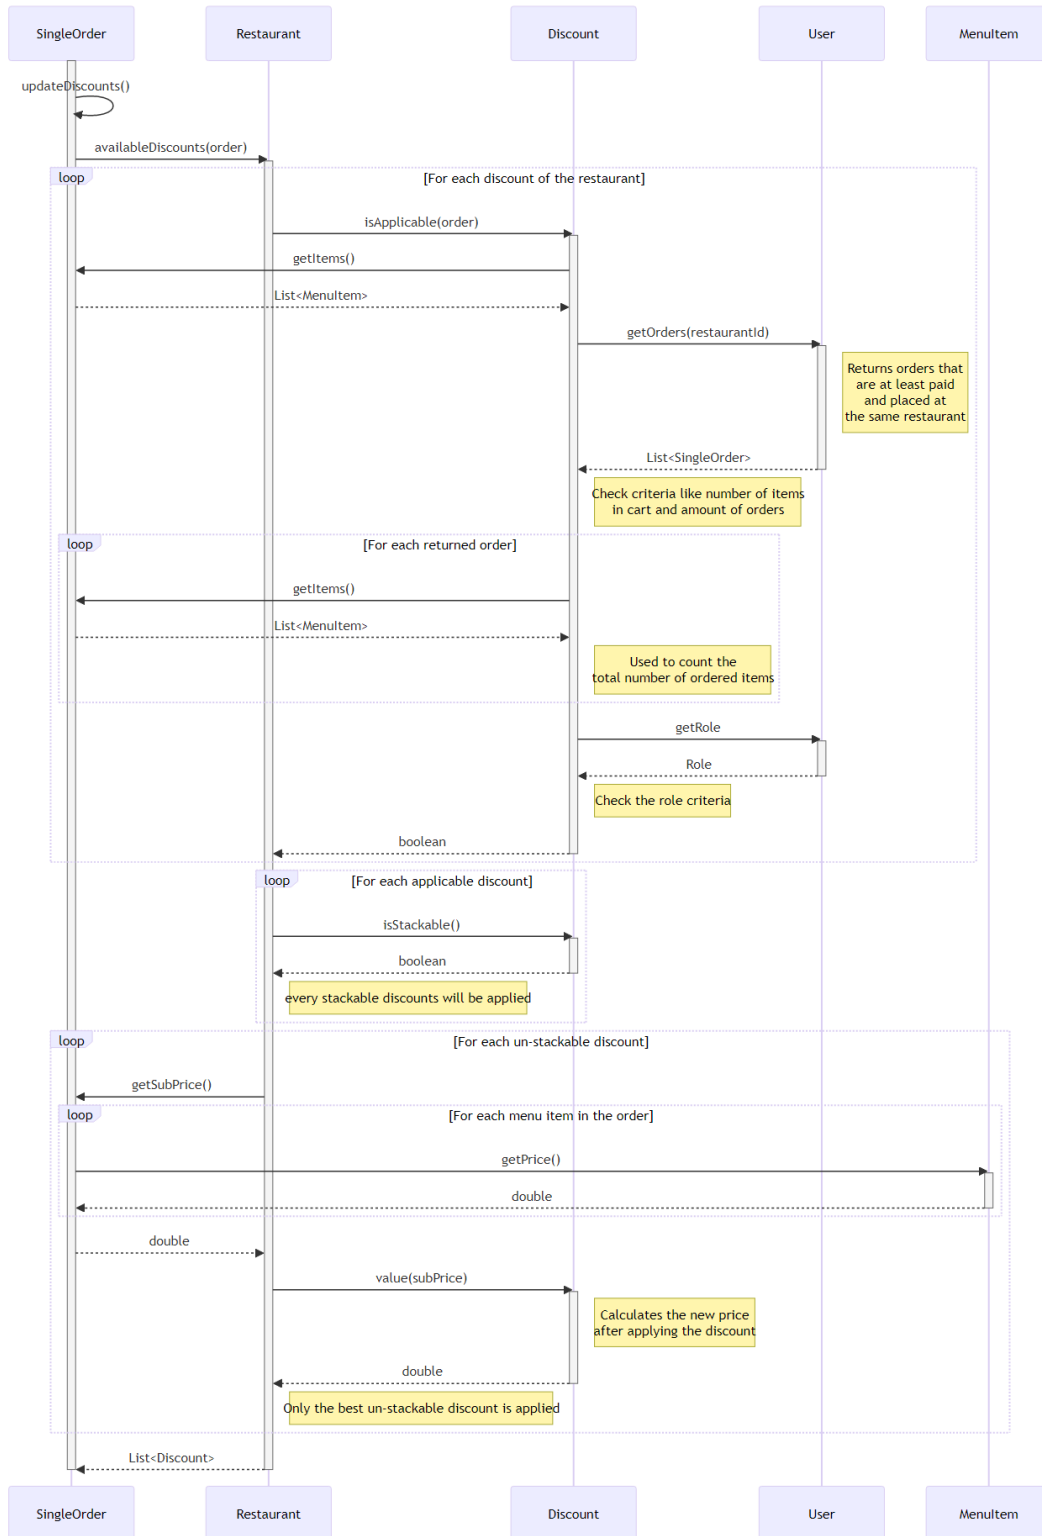 SingleOrder
Restaurant
Discount
User
MenuItem
updateDiscounts()
availableDiscounts(order)
loop
[For each discount of the restaurant]
isApplicable(order)
getItems()
List<MenuItem>
getOrders(restaurantId)
Returns orders that
are at least paid
and placed at
the same restaurant
List<SingleOrder>
Check criteria like number of items
in cart and amount of orders
loop
[For each returned order]
getItems()
List<MenuItem>
Used to count the
total number of ordered items
getRole
Role
Check the role criteria
boolean
loop
[For each applicable discount]
isStackable()
boolean
every stackable discounts will be applied
loop
[For each un-stackable discount]
getSubPrice()
loop
[For each menu item in the order]
getPrice()
double
double
value(subPrice)
Calculates the new price
after applying the discount
double
Only the best un-stackable discount is applied
List<Discount>
SingleOrder
Restaurant
Discount
User
MenuItem